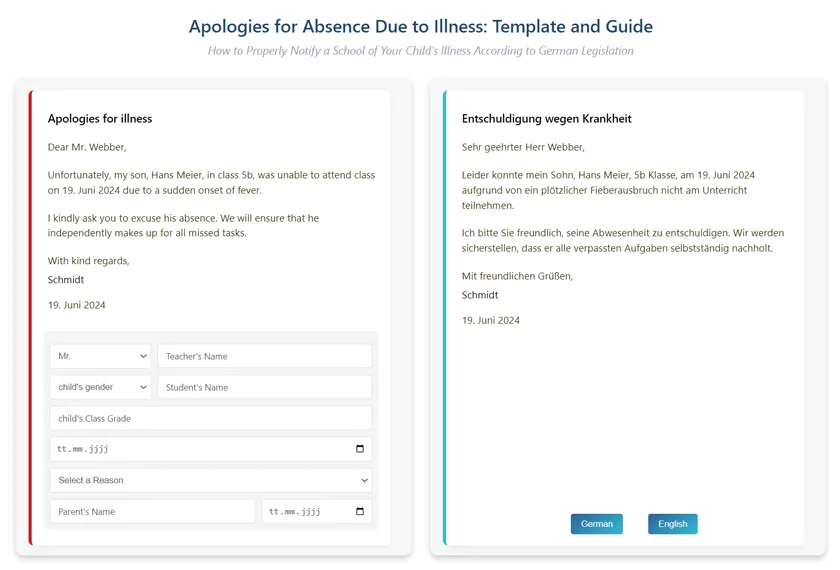 Apologies for Absence Due to Illness: Template and Guide
How to Properly Notify a School of Your Child's Illness According to German Legislation
Apologies for illness
Dear Mr. Webber,
Unfortunately, my son, Hans Meier, in class 5b, was unable to attend class
on 19. Juni 2024 due to a sudden onset of fever.
I kindly ask you to excuse his absence. We will ensure that he
independently makes up for all missed tasks.
With kind regards,
Schmidt
19. Juni 2024
Mr.
Teacher's Name
child's gender
Student's Name
child's Class Grade
tt.mm.jjjj
Select a Reason
Parent's Name
tt.mm.jjjj
Entschuldigung wegen Krankheit
Sehr geehrter Herr Webber,
Leider konnte mein Sohn, Hans Meier, 5b Klasse, am 19. Juni 2024
aufgrund von ein plötzlicher Fieberausbruch nicht am Unterricht
teilnehmen.
Ich bitte Sie freundlich, seine Abwesenheit zu entschuldigen. Wir werden
sicherstellen, dass er alle verpassten Aufgaben selbstständig nachholt.
Mit freundlichen Grüßen,
Schmidt
19. Juni 2024
German
English